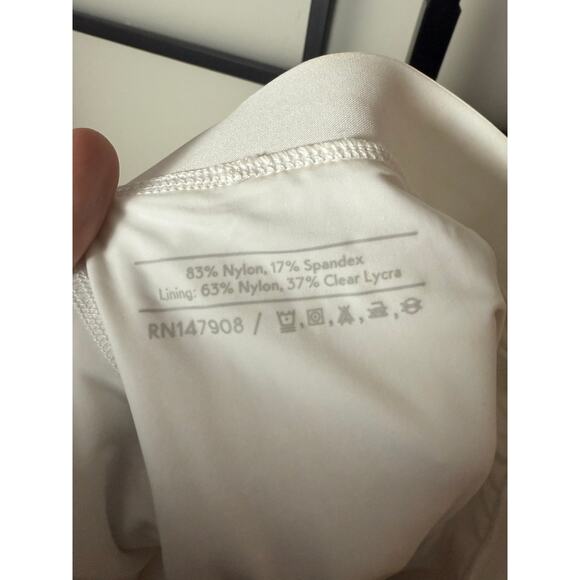 83% Nylon, 17% Spandex
Lining: 63% Nylon, 37% Clear Lycra
RN147908 /